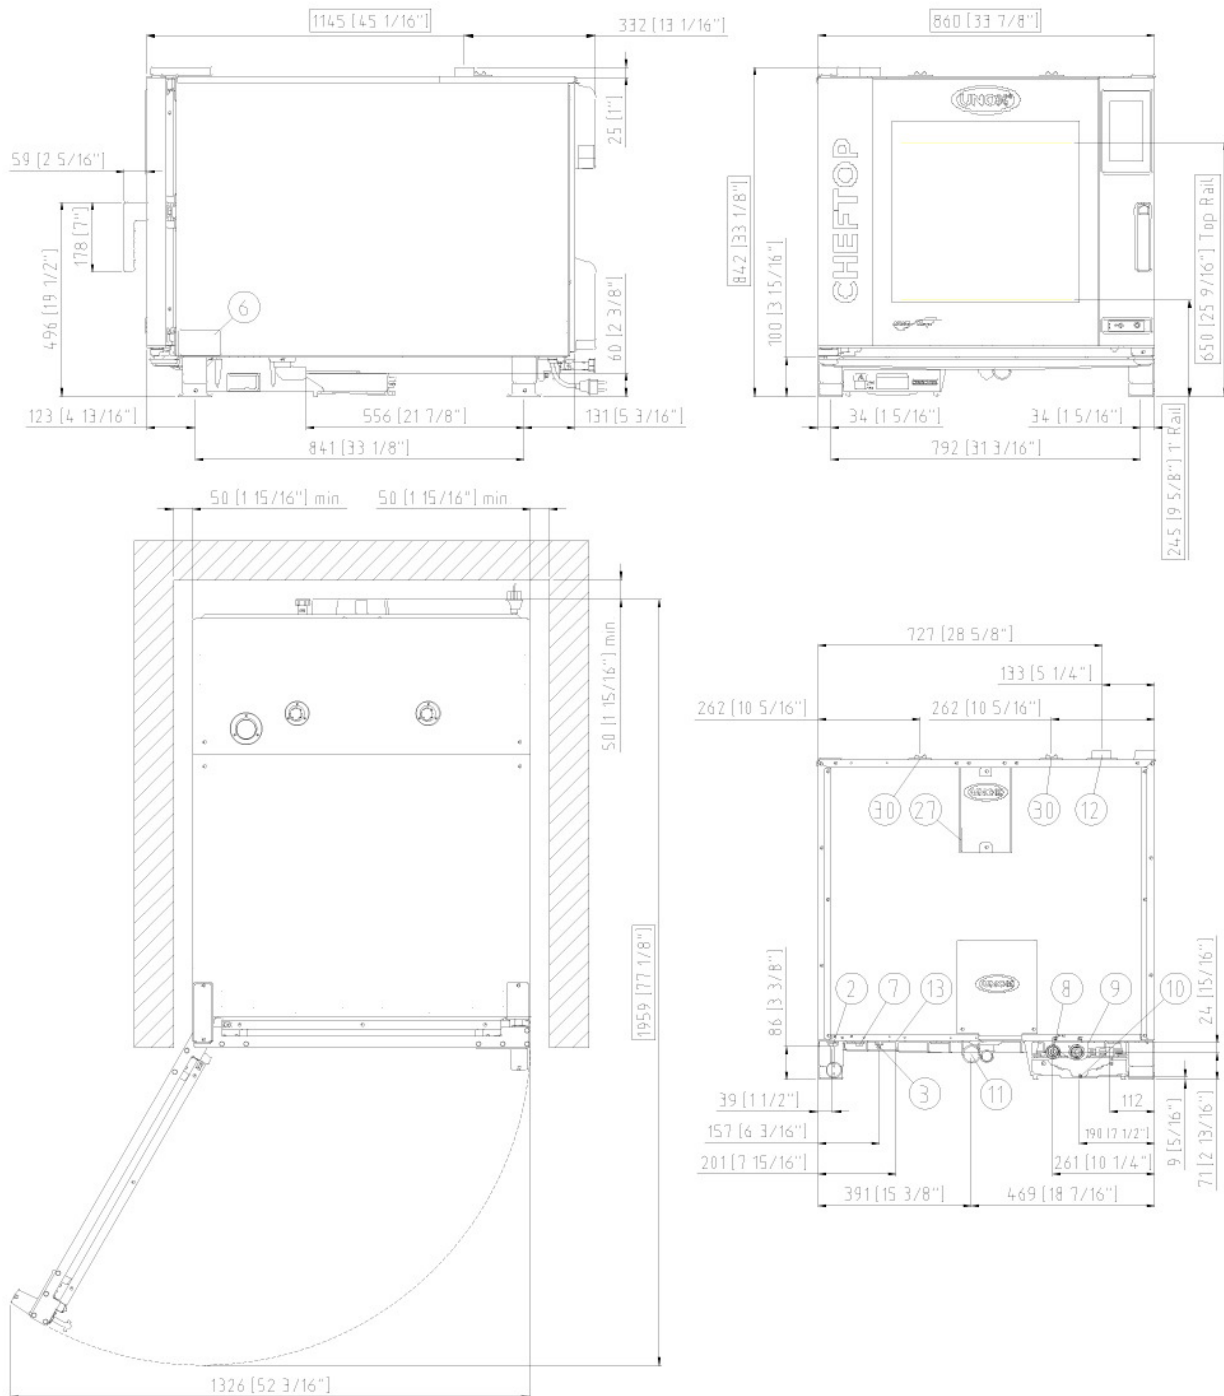 1145 [45 1/16"]
332 [13 1/16"]
25 [1"]
59 [2 5/16"]
178 [7"]
496 [19 1/2"]
6
60 [2 3/8"]
123 [4 13/16"]
556 [21 7/8"]
131 [5 3/16"]
841 [33 1/8"]
860 [33 7/8"]
UNOX
CHEFTOP
842 [33 1/8"]
100 [3 15/16"]
650 [25 9/16"] Top Rail
34 [1 5/16"]
34 [1 5/16"]
792 [31 3/16"]
245 [9 5/8"] 1' Rail
50 [1 15/16"] min
50 [1 15/16"] min
50 [1 15/16"] min
1959 [77 1/8"]
1326 [52 3/16"]
727 [28 5/8"]
133 [5 1/4"]
262 [10 5/16"]
262 [10 5/16"]
30
27
30
12
UNOX
UNOX
2
7
13
8
9
10
86 [3 3/8"]
24 [15/16"]
3
11
39 [1 1/2"]
112
157 [6 3/16"]
190 [7 1/2"]
9 [5/16"]
71 [2 13/16"]
201 [7 15/16"]
261 [10 1/4"]
391 [15 3/8"]
469 [18 7/16"]